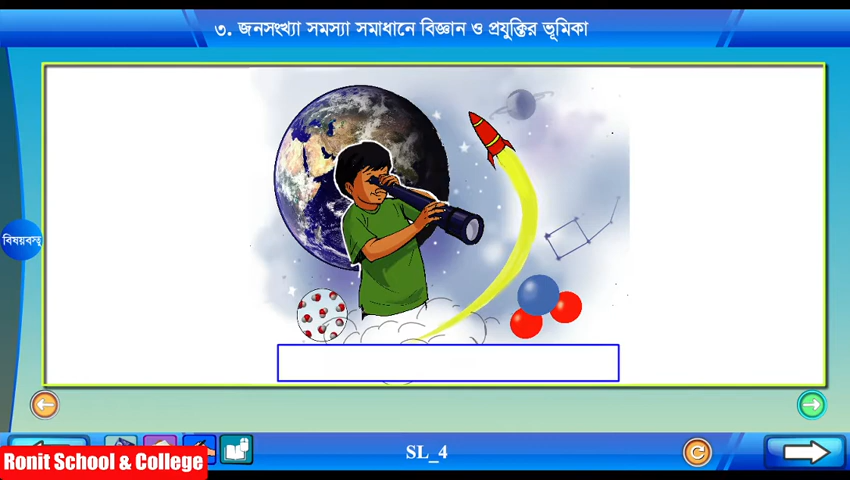 ৩. জনসংখ্যা সমস্যা সমাধানে বিজ্ঞান ও প্রযুক্তির ভূমিকা
বিষয়বস্তু
SL_4
Ronit School & College